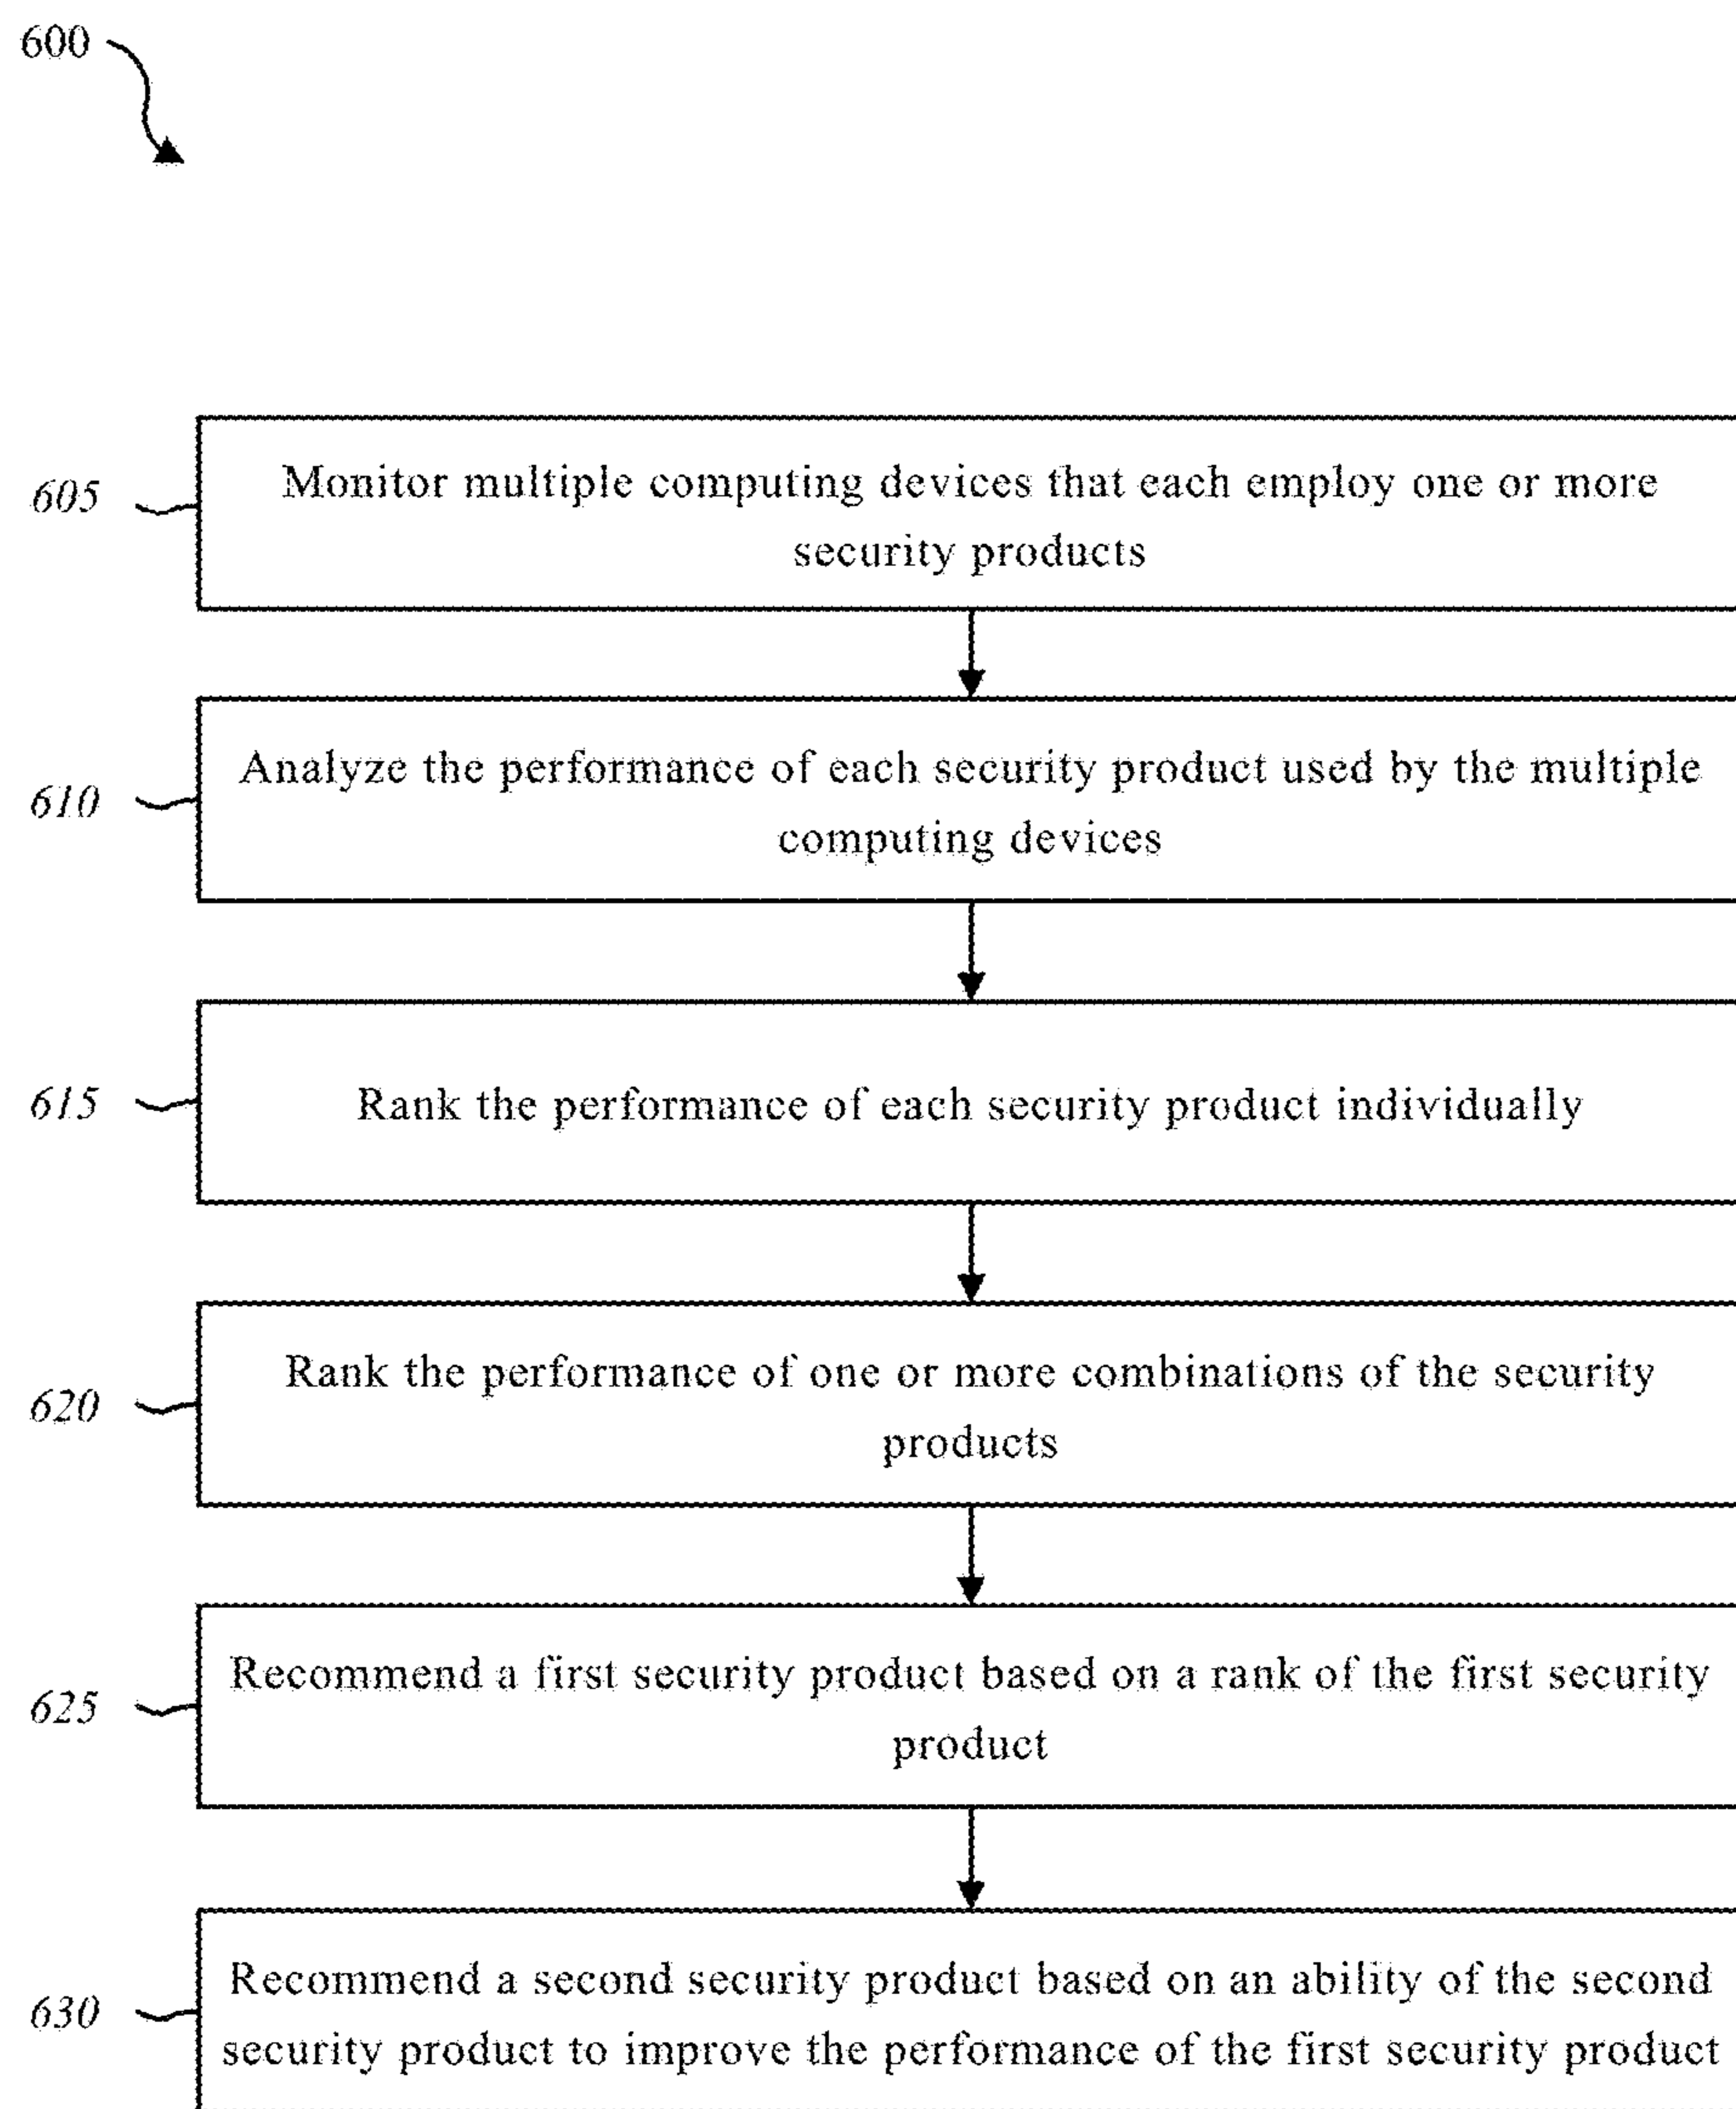 600
605
Monitor multiple computing devices that each employ one or more
security products
610
Analyze the performance of each security product used by the multiple
computing devices
615
Rank the performance of each security product individually
620
Rank the performance of one or more combinations of the security
products
625
Recommend a first security product based on a rank of the first security
product
630
Recommend a second security product based on an ability of the second
security product to improve the performance of the first security product